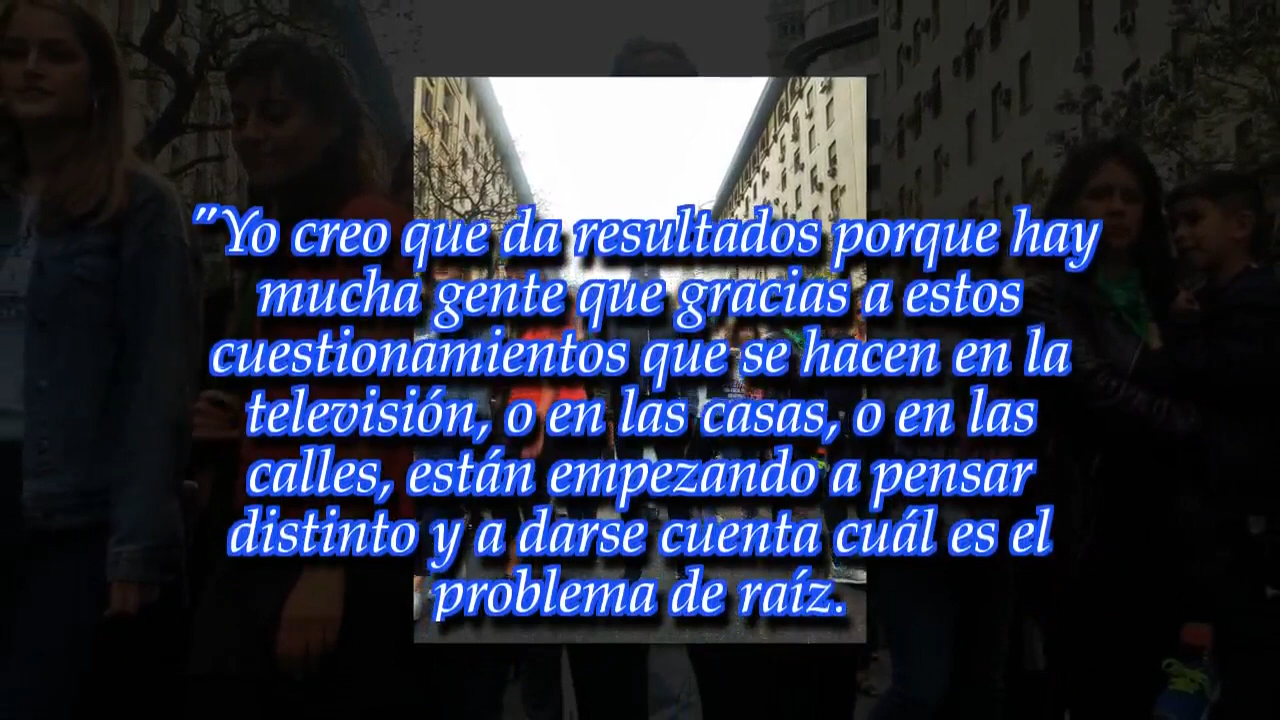 "Yo creo que da resultados porque hay
mucha gente que gracias a estos
cuestionamientos que se hacen en la
televisión, o en las casas, o en las
calles, están empezando a pensar
distinto y a darse cuenta cuál es el
problema de raíz.